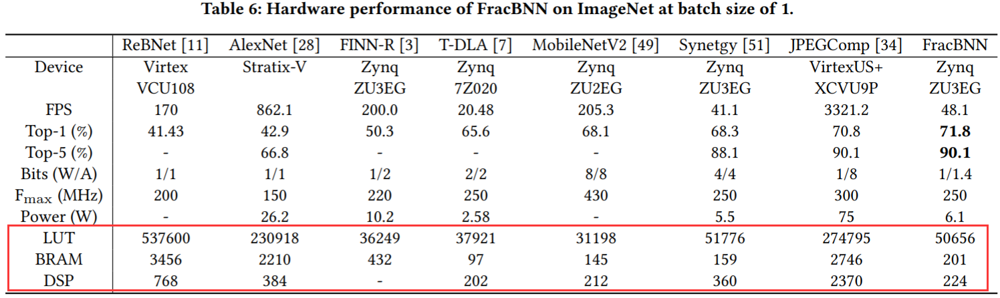 Table 6: Hardware performance of FracBNN on ImageNet at batch size of 1.
ReBNet [11] AlexNet [28] FINN-R [3] T-DLA [7] MobileNetV2 [49] Synetgy [51] JPEGComp [34] FracBNN
Device Virtex Stratix-V Zynq Zynq Zynq Zynq VirtexUS+ Zynq
VCU108 ZU3EG 7Z020 ZU2EG ZU3EG XCVU9P ZU3EG
FPS 170 862.1 200.0 20.48 205.3 41.1 3321.2 48.1
Top-1 (%) 41.43 42.9 50.3 65.6 68.1 68.3 70.8 71.8
Top-5 (%) - 66.8 - - - 88.1 90.1 90.1
Bits (W/A) 1/1 1/1 1/2 2/2 8/8 4/4 1/8 1/1.4
Fmax (MHz) 200 150 220 250 430 250 300 250
Power (W) - 26.2 10.2 2.58 - 5.5 75 6.1
LUT 537600 230918 36249 37921 31198 51776 274795 50656
BRAM 3456 2210 432 97 145 159 2746 201
DSP 768 384 - 202 212 360 2370 224